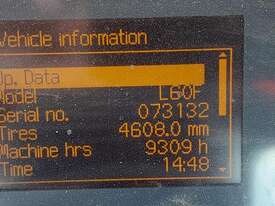 Vehicle information
Op. Data
Model L60F
Serial no. 073132
Tires 4608.0 mm
Machine hrs 9309 h
Time 14:48